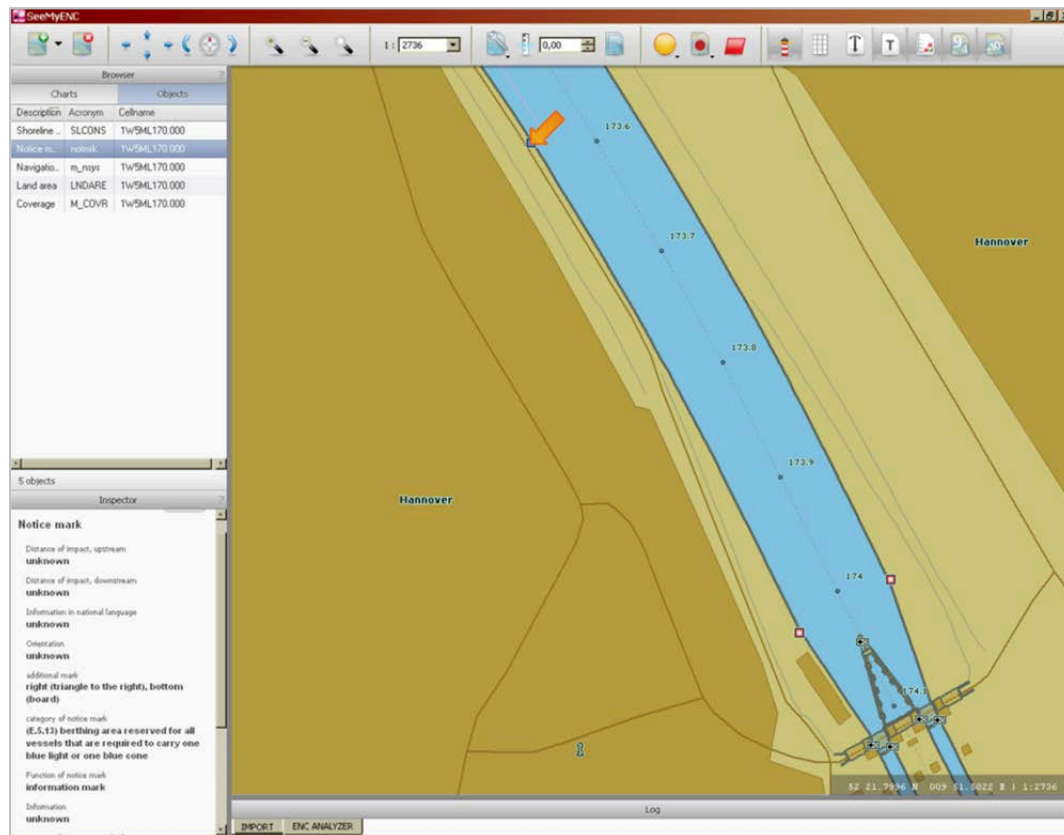 SeeMyENC
1 : 2736
0,00
Browser
Charts Objects
Description Acronym Cellname
Shoreline .. SLCONS 1W5ML170.000
Notice m.. notmrk 1W5ML170.000
Navigatio.. m_nsys 1W5ML170.000
Land area LNDARE 1W5ML170.000
Coverage M_COVR 1W5ML170.000
5 objects
Inspector
Notice mark
Distance of impact, upstream
unknown
Distance of impact, downstream
unknown
Information in national language
unknown
Orientation
unknown
additional mark
right (triangle to the right), bottom
(board)
category of notice mark
(E.5.13) berthing area reserved for all
vessels that are required to carry one
blue light or one blue cone
Function of notice mark
information mark
Information
unknown
173.6
173.7
Hannover
173.8
173.9
Hannover
174
174.1
1:2736
Log
IMPORT ENC ANALYZER